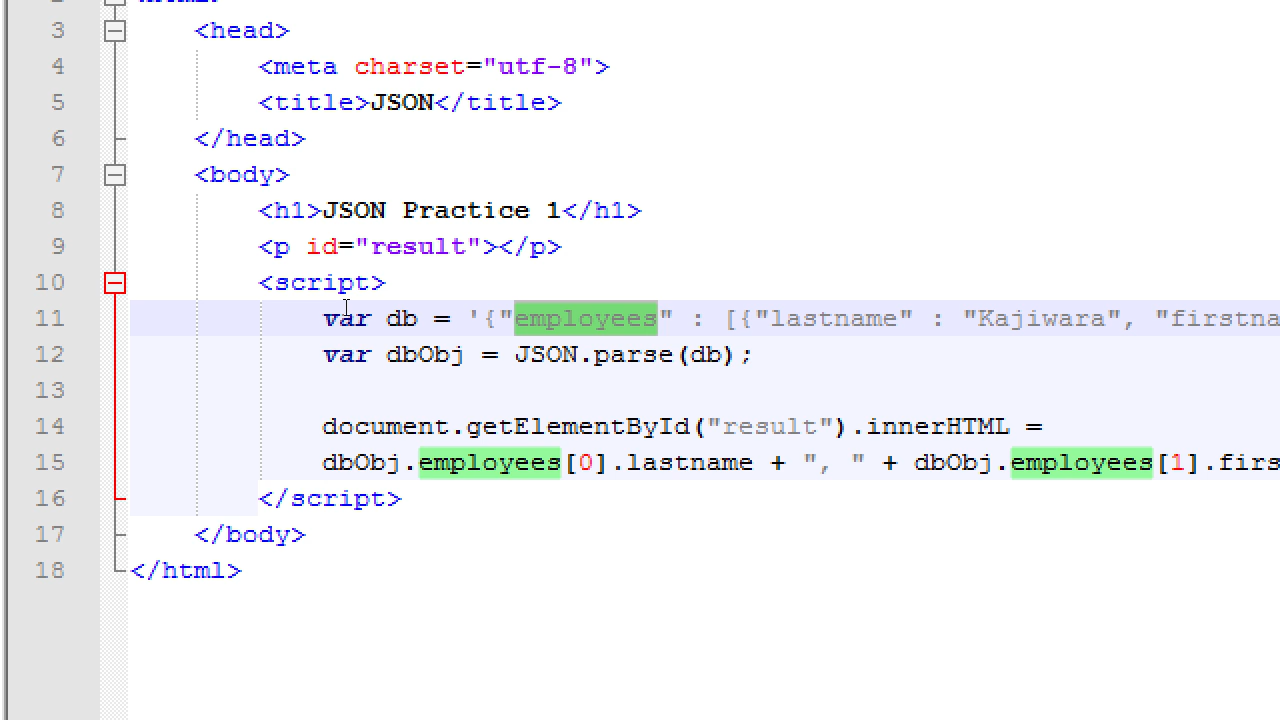 3 <head>
4 <meta charset="utf-8">
5 <title>JSON</title>
6 </head>
7 <body>
8 <h1>JSON Practice 1</h1>
9 <p id="result"></p>
10 <script>
11 var db = '{"employees" : [{"lastname" : "Kajiwara", "firstna
12 var dbObj = JSON.parse(db);
13
14 document.getElementById("result").innerHTML =
15 dbObj.employees[0].lastname + ", " + dbObj.employees[1].firs
16 </script>
17 </body>
18 </html>